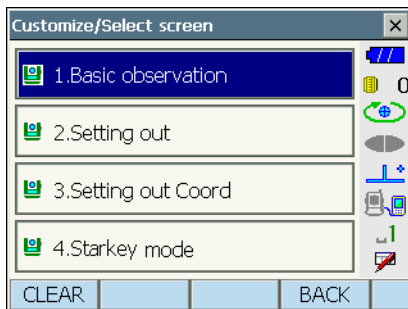 Customize/Select screen
1.Basic observation
0
2.Setting out
3.Setting out Coord
1
4.Starkey mode
CLEAR
BACK